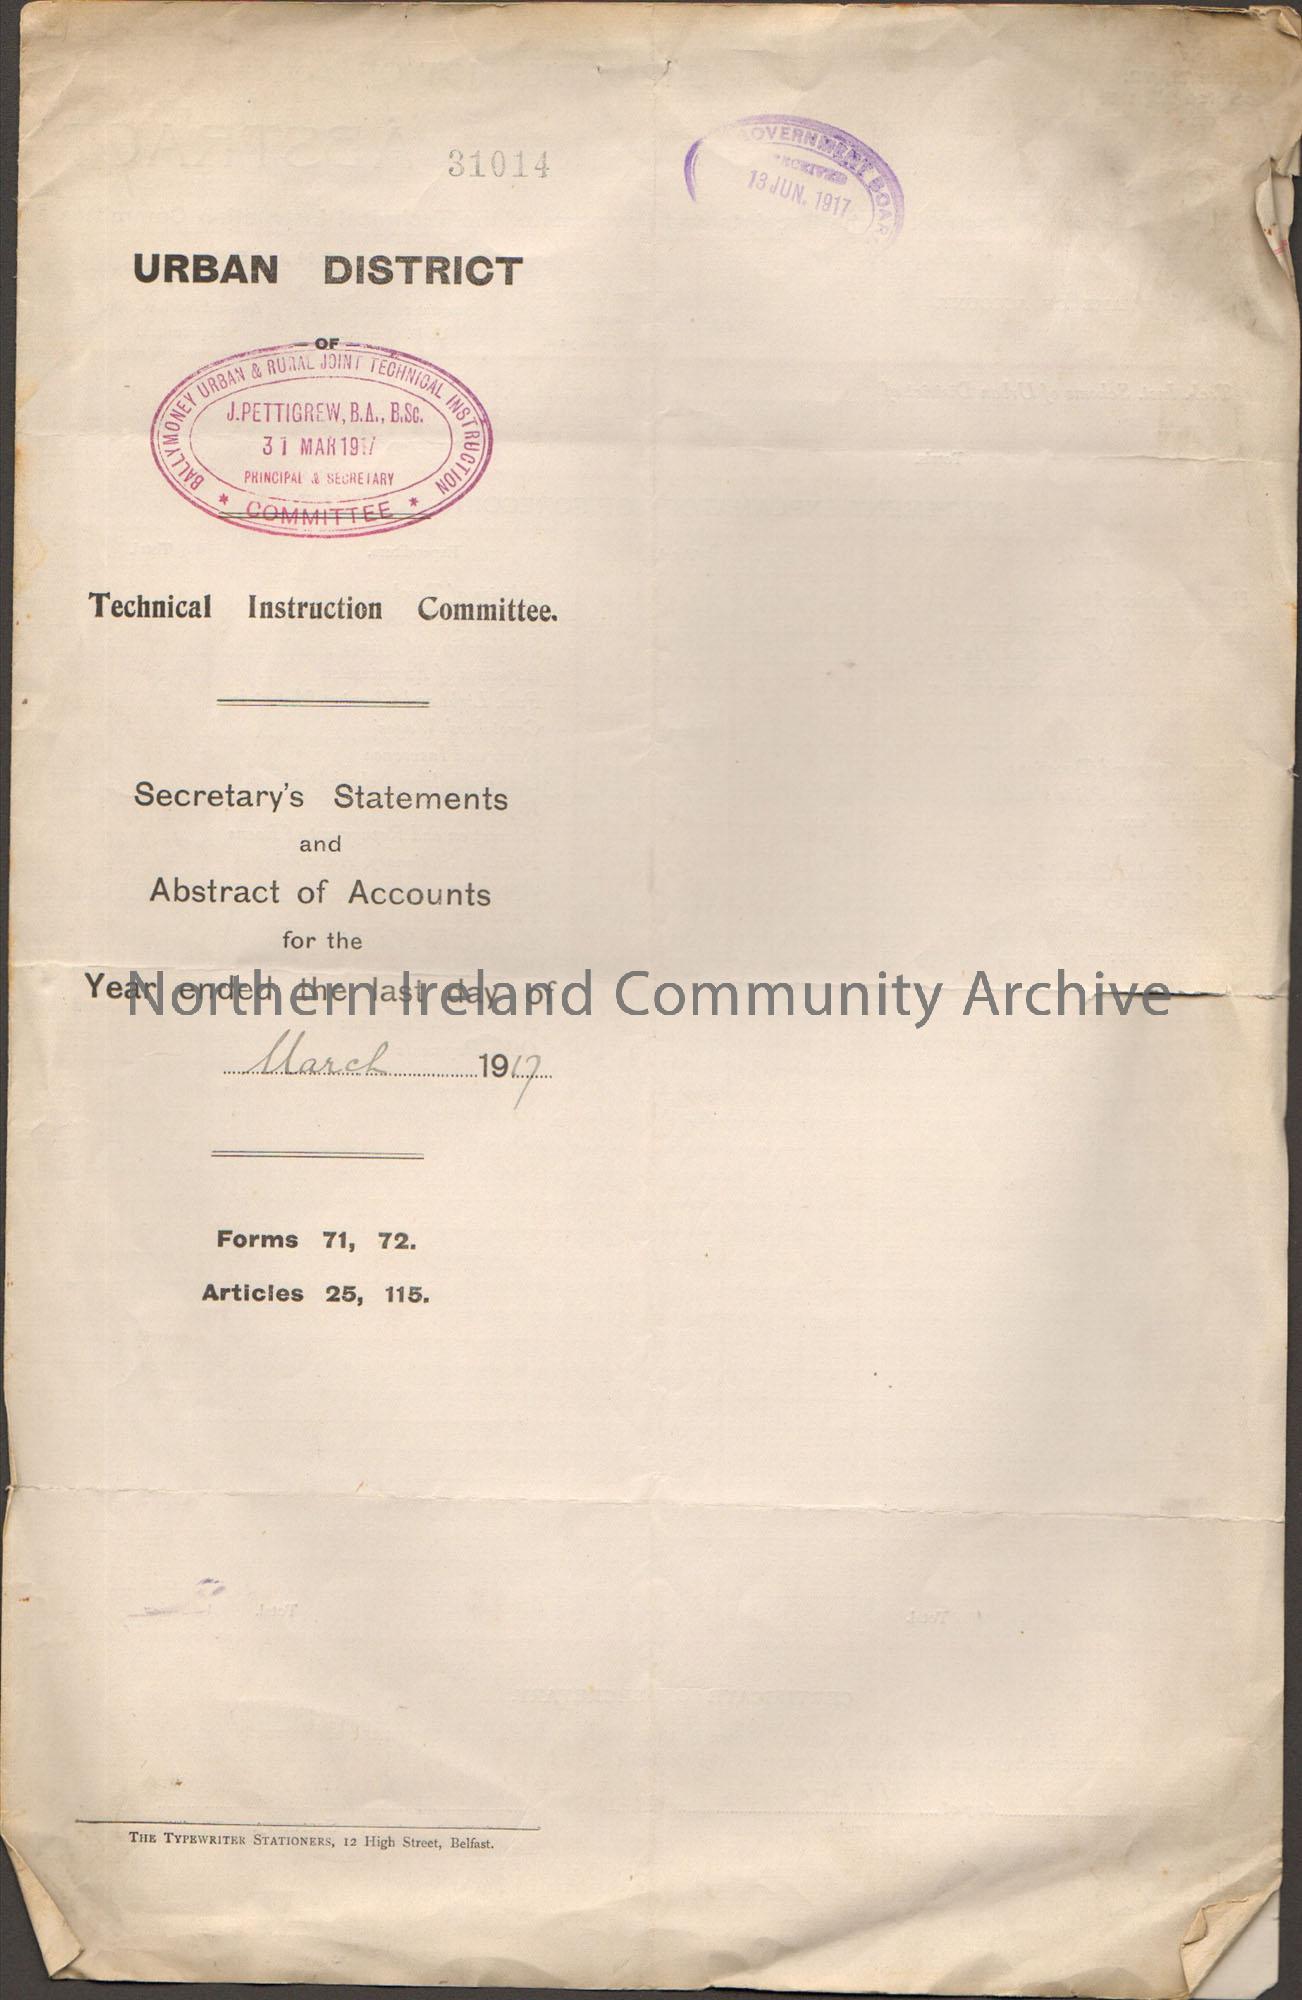 31014
GOVERNMENT BOAR
RECEIVED
13 JUN. 1917
URBAN DISTRICT
OF
BALLYMONEY URBAN & RURAL JOINT TECHNICAL INSTRUCTION
J. PETTIGREW, B.A., B.Sc.
31 MAR 1917
PRINCIPAL & SECRETARY
* COMMITTEE *
Technical Instruction Committee.
Secretary's Statements
and
Abstract of Accounts
for the
Year ended the last day of
Northern Ireland Community Archive
March 1917
Forms 71, 72.
Articles 25, 115.
THE TYPEWRITER STATIONERS, 12 High Street, Belfast.